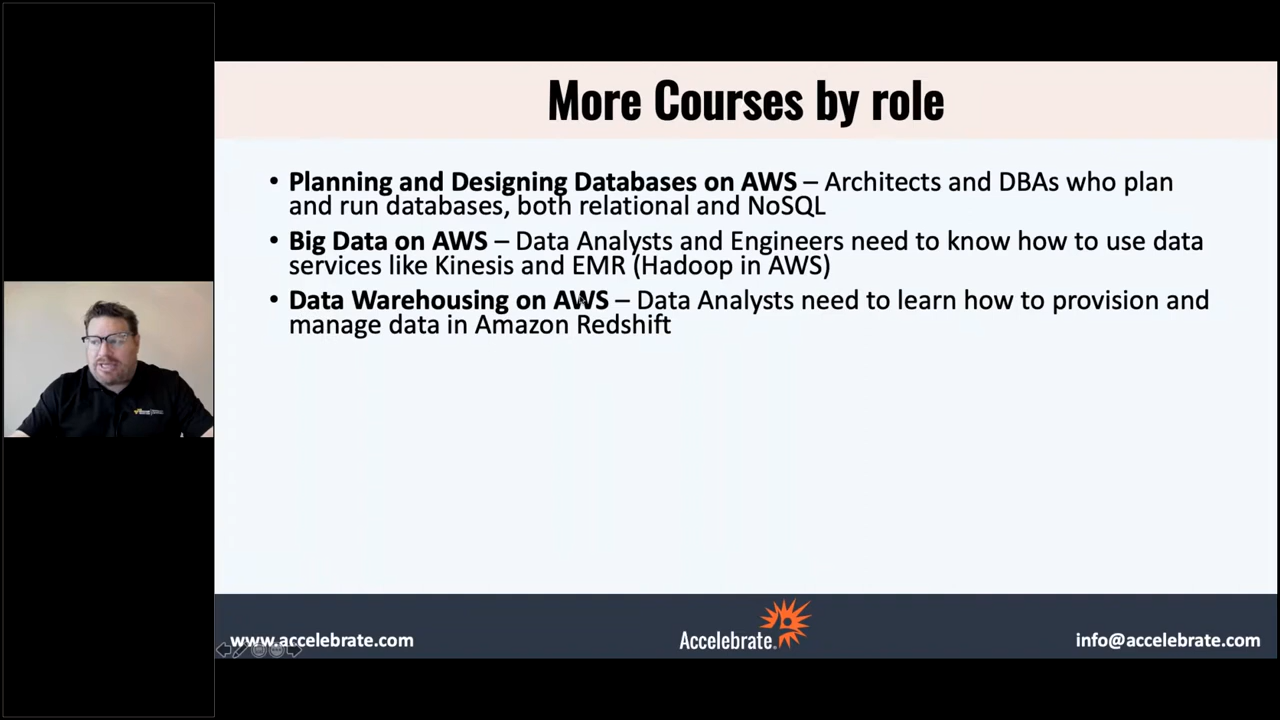 More Courses by role
• Planning and Designing Databases on AWS – Architects and DBAs who plan
and run databases, both relational and NoSQL
• Big Data on AWS – Data Analysts and Engineers need to know how to use data
services like Kinesis and EMR (Hadoop in AWS)
• Data Warehousing on AWS – Data Analysts need to learn how to provision and
manage data in Amazon Redshift
www.accelebrate.com
Accelebrate.
info@accelebrate.com